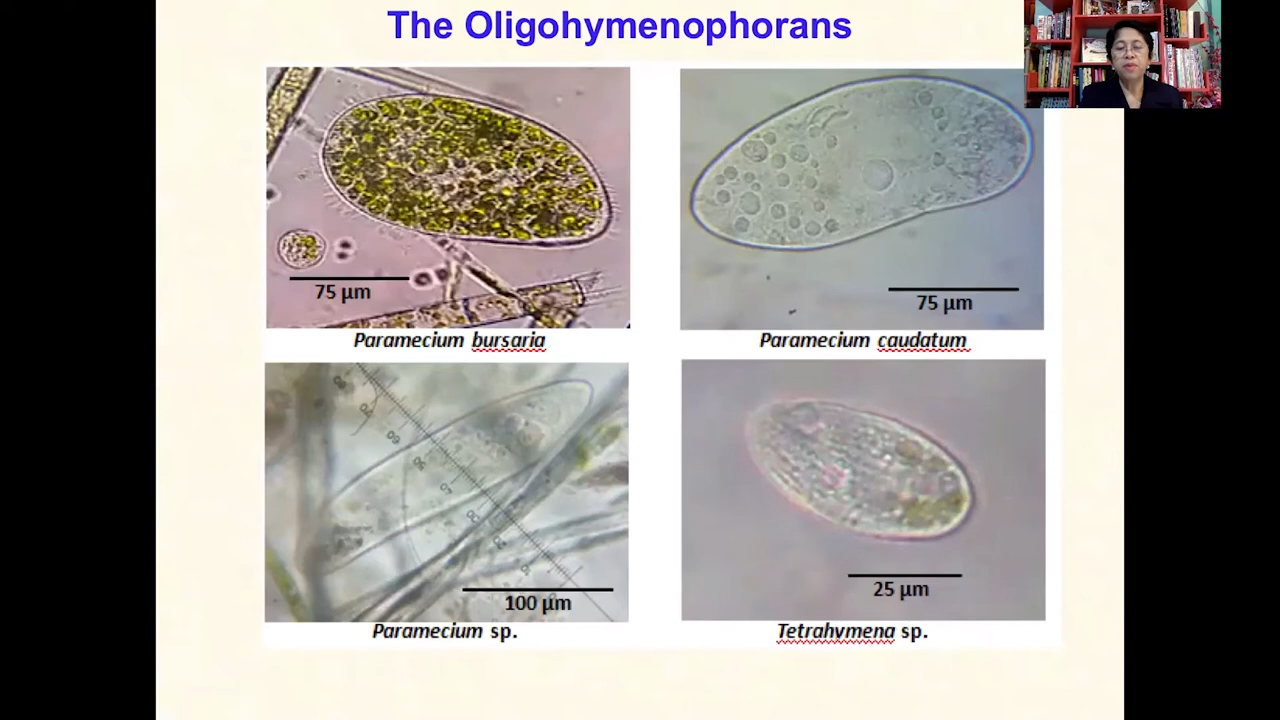 The Oligohymenophorans
75 µm
75 µm
Paramecium bursaria
Paramecium caudatum
100 µm
25 µm
Paramecium sp.
Tetrahymena sp.